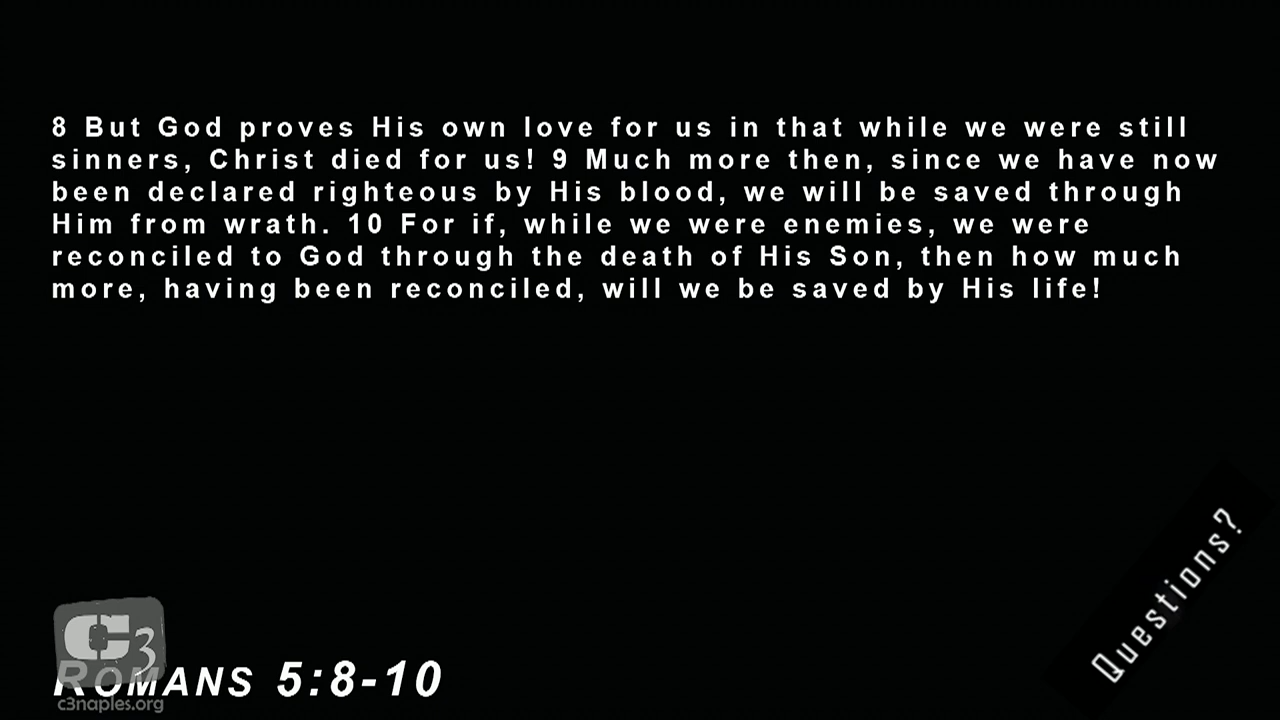 8 But God proves His own love for us in that while we were still
sinners, Christ died for us! 9 Much more then, since we have now
been declared righteous by His blood, we will be saved through
Him from wrath. 10 For if, while we were enemies, we were
reconciled to God through the death of His Son, then how much
more, having been reconciled, will we be saved by His life!
Questions?
C3
ROMANS 5:8-10
c3naples.org